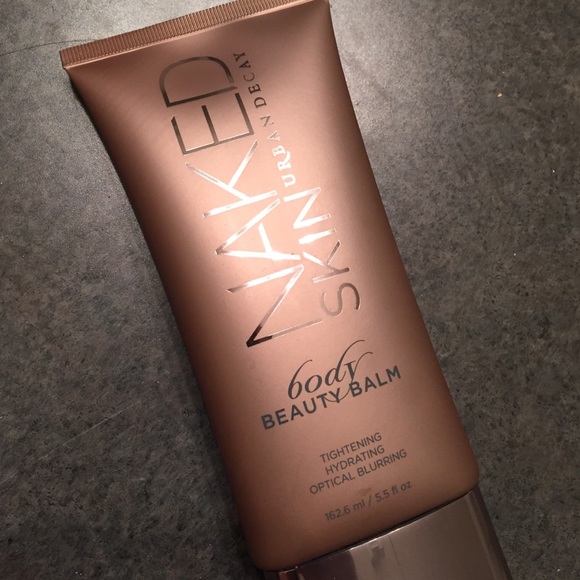 NAKED
SKIN
URBAN DECAY
body
BEAUTY BALM
TIGHTENING
HYDRATING
OPTICAL BLURRING
162.6 ml / 5.5 fl oz